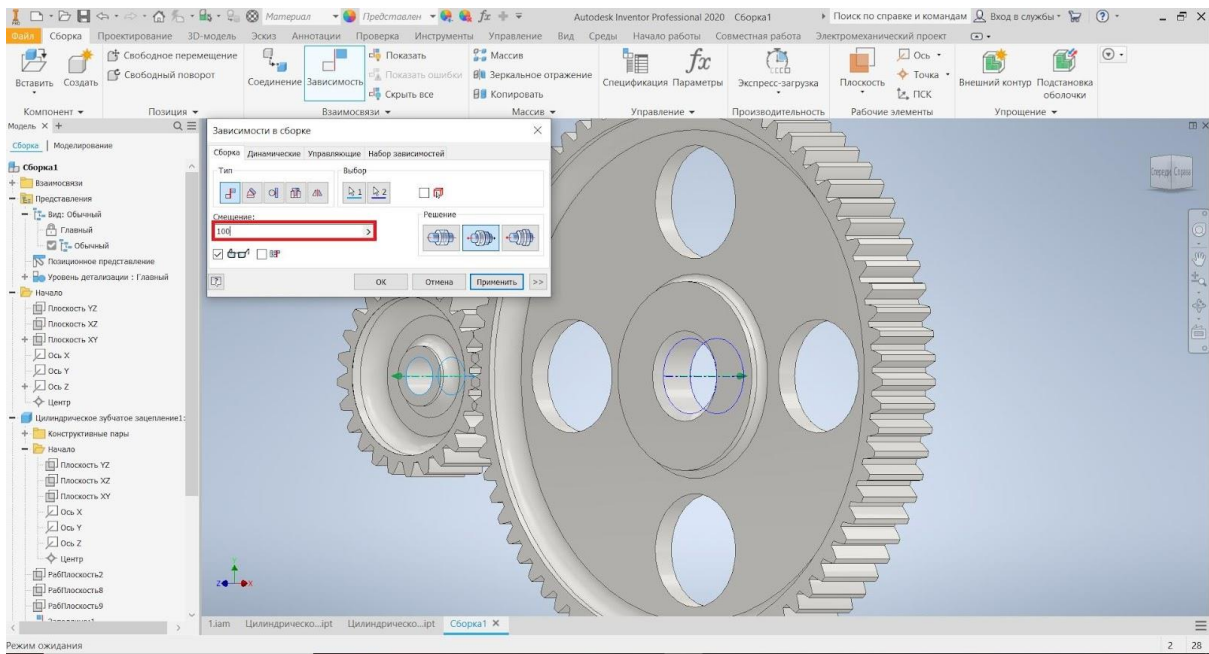 Материал Представлен fx Autodesk Inventor Professional 2020 Сборка1 Поиск по справке и командам Вход в службы
Файл Сборка Проектирование 3D-модель Эскиз Аннотации Проверка Инструменты Управление Вид Среды Начало работы Совместная работа Электромеханический проект
Вставить
Создать
Свободное перемещение
Свободный поворот
Соединение
Зависимость
Показать
Показать ошибки
Скрыть все
Массив
Зеркальное отражение
Копировать
Спецификация
fx
Параметры
Экспресс-загрузка
Плоскость
Ось
Точка
ПСК
Внешний контур
Подстановка
оболочки
Компонент Позиция Взаимосвязи Массив Управление Производительность Рабочие элементы Упрощение
Модель × +
Сборка | Моделирование
Сборка1
Взаимосвязи
Представления
Вид: Обычный
Главный
Обычный
Позиционное представление
Уровень детализации : Главный
Начало
Плоскость YZ
Плоскость XZ
Плоскость XY
Ось X
Ось Y
Ось Z
Центр
Цилиндрическое зубчатое зацепление1:
Конструктивные пары
Начало
Плоскость YZ
Плоскость XZ
Плоскость XY
Ось X
Ось Y
Ось Z
Центр
РабПлоскость2
РабПлоскость8
РабПлоскость9
Зависимости в сборке
Сборка Динамические Управляющие Набор зависимостей
Тип
Выбор
1 2
Смещение:
100
Решение
ОК Отмена Применить >>
Спереди Справа
Z X
1.iam Цилиндрическо...ipt Цилиндрическо...ipt Сборка1 ×
Режим ожидания 2 28